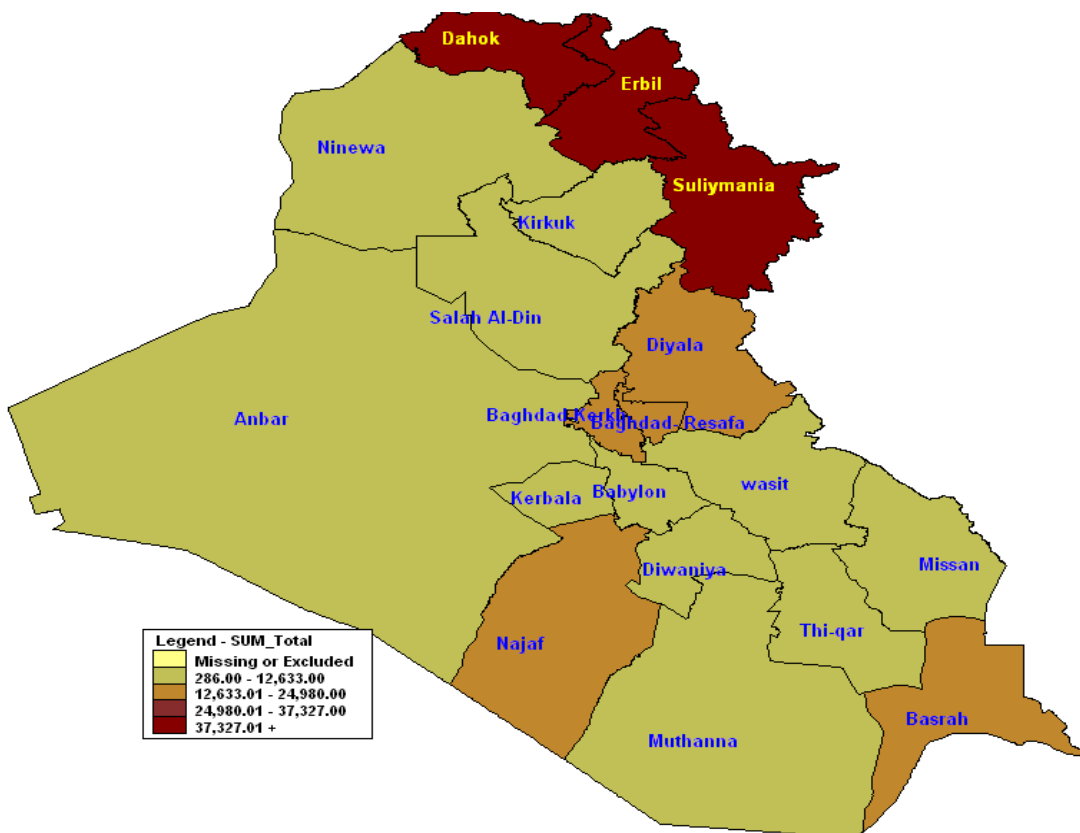 Dahok
Erbil
Ninewa
Suliymania
Kirkuk
Salah Al-Din
Diyala
Anbar
Baghdad
Baghdad- Resafa
wasit
Kerbala
Babylon
Missan
Diwaniya
Thi-qar
Najaf
Basrah
Muthanna
Legend - SUM_Total
Missing or Excluded
286.00 - 12,633.00
12,633.01 - 24,980.00
24,980.01 - 37,327.00
37,327.01 +